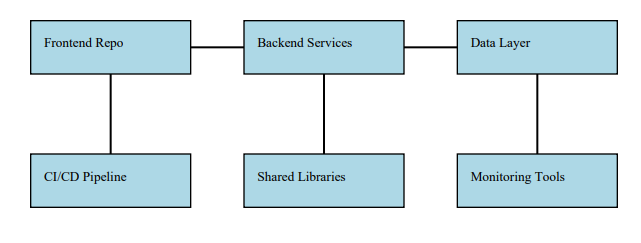 Frontend Repo
Backend Services
Data Layer
CI/CD Pipeline
Shared Libraries
Monitoring Tools